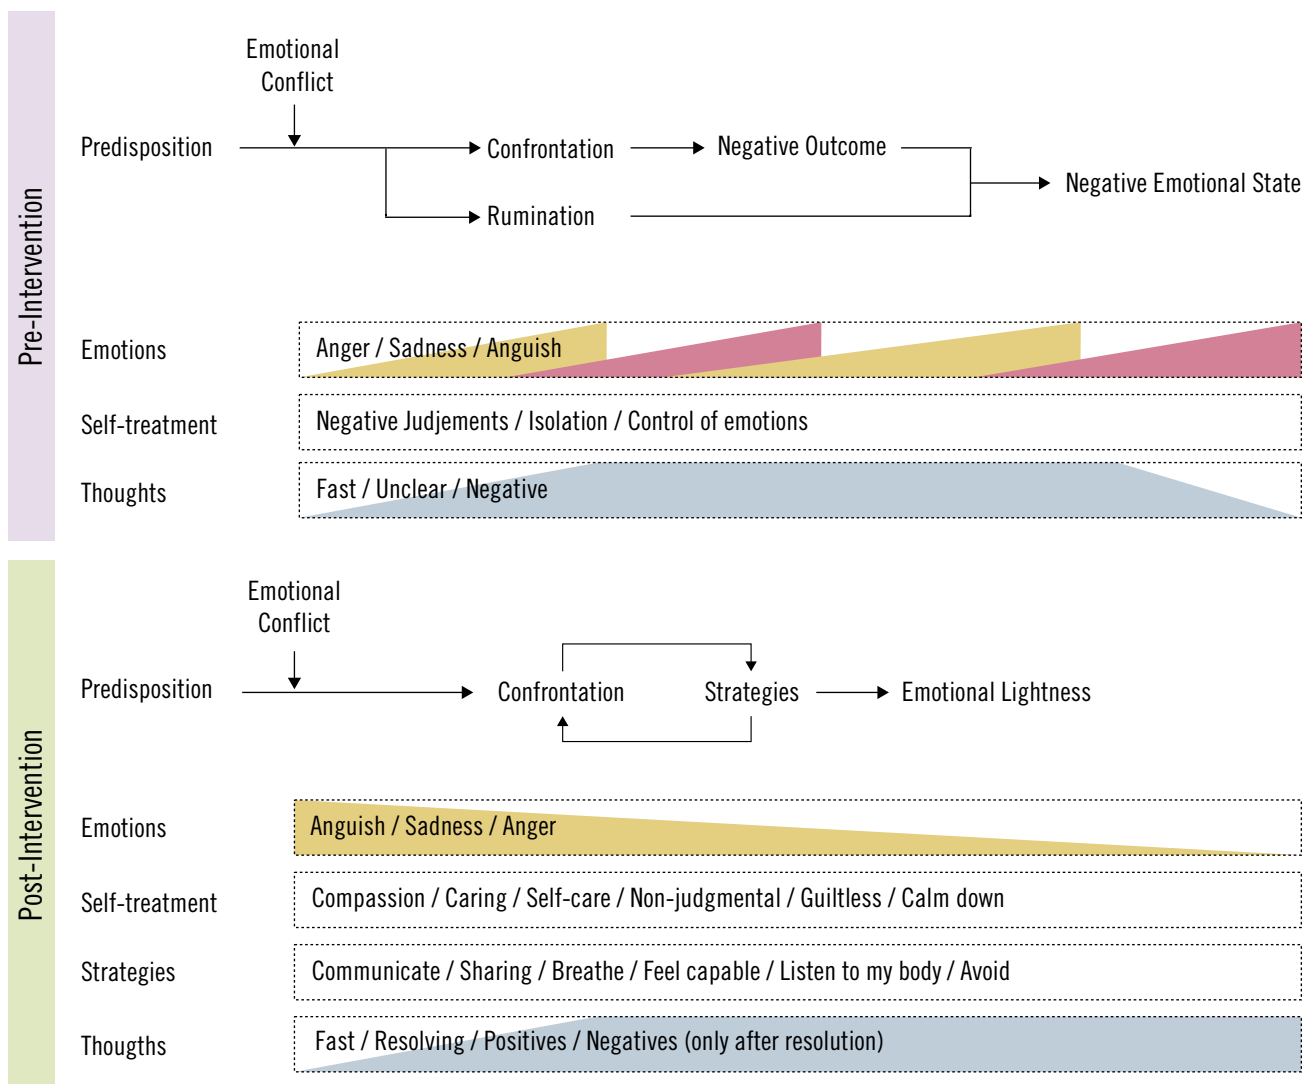 Pre-Intervention
Emotional
Conflict
Predisposition
Confrontation
Negative Outcome
Rumination
Negative Emotional State
Emotions
Anger / Sadness / Anguish
Self-treatment
Negative Judjements / Isolation / Control of emotions
Thoughts
Fast / Unclear / Negative
Post-Intervention
Emotional
Conflict
Predisposition
Confrontation
Strategies
Emotional Lightness
Emotions
Anguish / Sadness / Anger
Self-treatment
Compassion / Caring / Self-care / Non-judgmental / Guiltless / Calm down
Strategies
Communicate / Sharing / Breathe / Feel capable / Listen to my body / Avoid
Thougths
Fast / Resolving / Positives / Negatives (only after resolution)